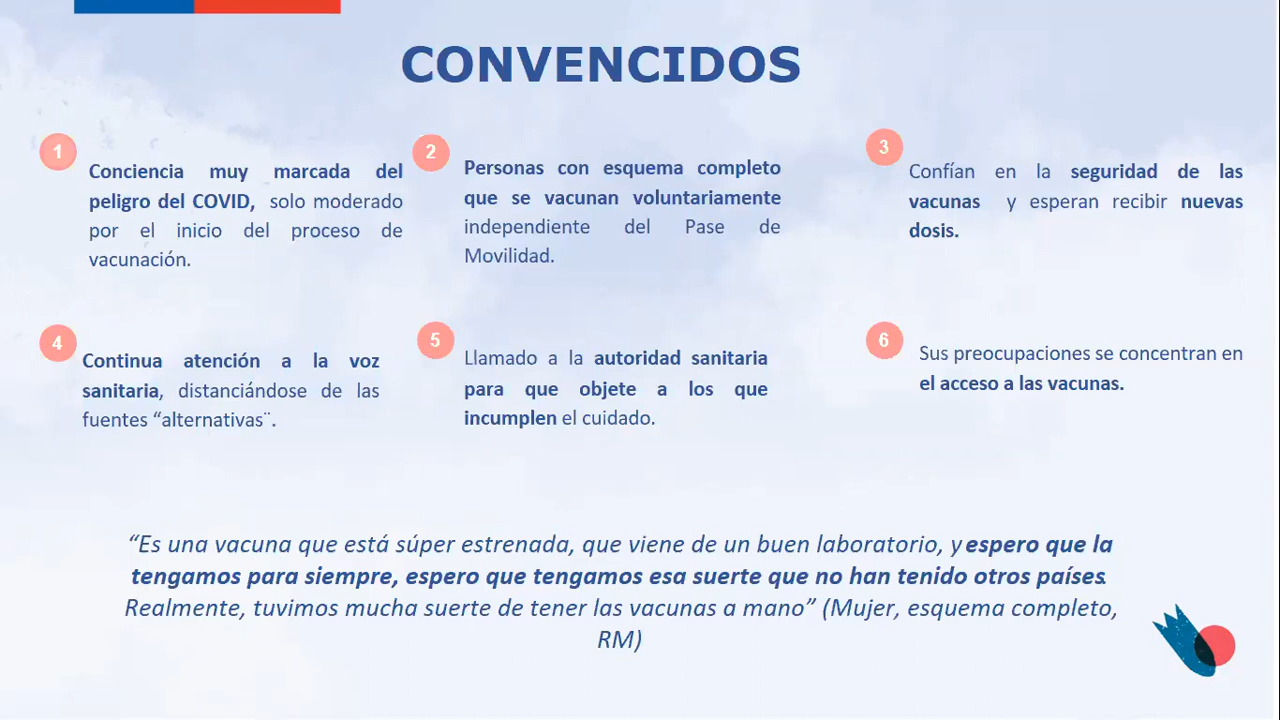 CONVENCIDOS
1
Conciencia muy marcada del
peligro del COVID, solo moderado
por el inicio del proceso de
vacunación.
2
Personas con esquema completo
que se vacunan voluntariamente
independiente del Pase de
Movilidad.
3
Confían en la seguridad de las
vacunas y esperan recibir nuevas
dosis.
4
Continua atención a la voz
sanitaria, distanciándose de las
fuentes “alternativas¨.
5
Llamado a la autoridad sanitaria
para que objete a los que
incumplen el cuidado.
6
Sus preocupaciones se concentran en
el acceso a las vacunas.
“Es una vacuna que está súper estrenada, que viene de un buen laboratorio, y espero que la
tengamos para siempre, espero que tengamos esa suerte que no han tenido otros países.
Realmente, tuvimos mucha suerte de tener las vacunas a mano” (Mujer, esquema completo,
RM)